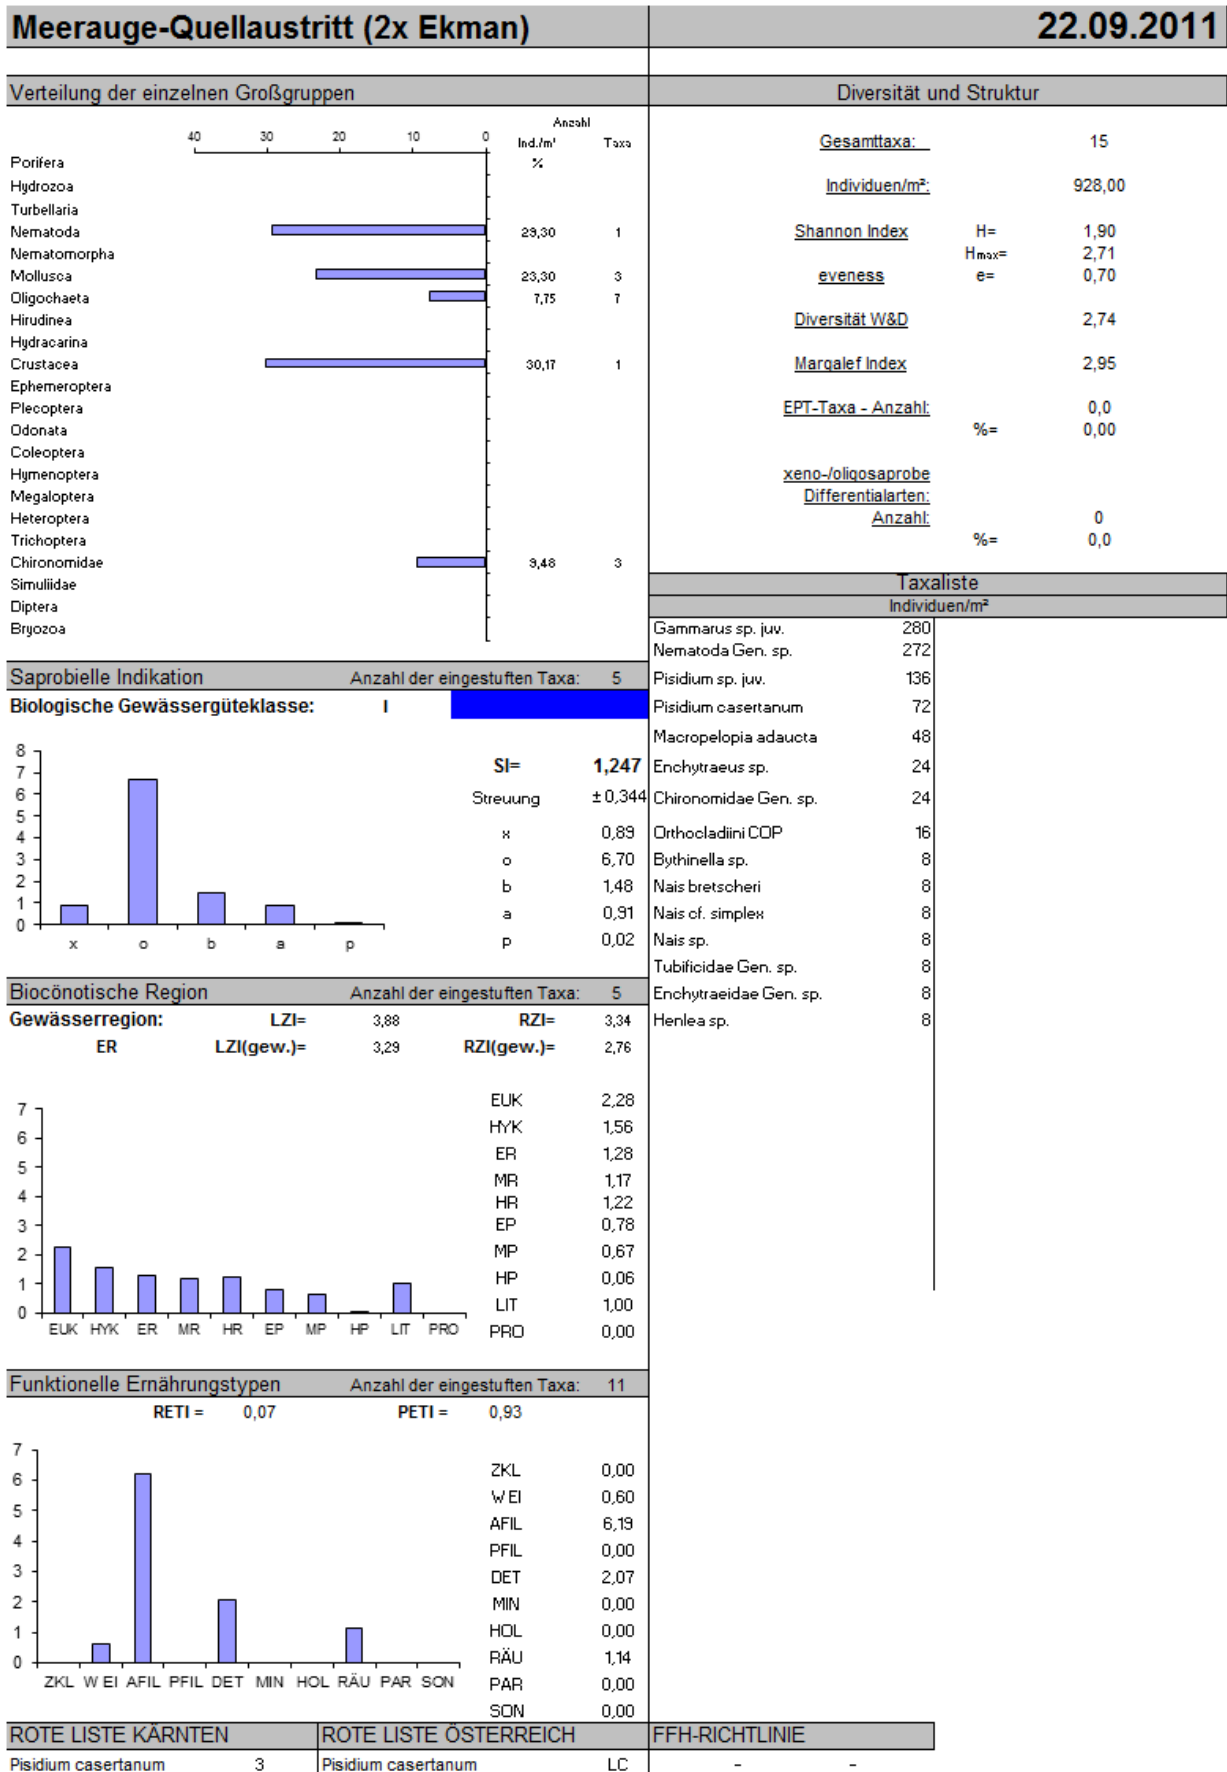 Meerauge-Quellaustritt (2x Ekman) 22.09.2011
Verteilung der einzelnen Großgruppen
Anzahl
40 30 20 10 0 Ind./m² Taxa
Porifera %
Hydrozoa
Turbellaria
Nematoda 29,30 1
Nematomorpha
Mollusca 23,30 3
Oligochaeta 7,75 7
Hirudinea
Hydracarina
Crustacea 30,17 1
Ephemeroptera
Plecoptera
Odonata
Coleoptera
Hymenoptera
Megaloptera
Heteroptera
Trichoptera
Chironomidae 9,48 3
Simuliidae
Diptera
Bryozoa
Diversität und Struktur
Gesamttaxa: 15
Individuen/m²: 928,00
Shannon Index H= 1,90
Hmax= 2,71
eveness e= 0,70
Diversität W&D 2,74
Margalef Index 2,95
EPT-Taxa - Anzahl: 0,0
%= 0,00
xeno-/oligosaprobe
Differentialarten:
Anzahl: 0
%= 0,0
Taxaliste
Individuen/m²
Gammarus sp. juv. 280
Nematoda Gen. sp. 272
Pisidium sp. juv. 136
Pisidium casertanum 72
Macropelopia adaucta 48
Enchytraeus sp. 24
Chironomidae Gen. sp. 24
Orthocladiini COP 16
Bythinella sp. 8
Nais bretscheri 8
Nais cf. simplex 8
Nais sp. 8
Tubificidae Gen. sp. 8
Enchytraeidae Gen. sp. 8
Henlea sp. 8
Saprobielle Indikation Anzahl der eingestuften Taxa: 5
Biologische Gewässergüteklasse: I
8
7
6
5
4
3
2
1
0
x o b a p
SI= 1,247
Streuung ± 0,344
x 0,89
o 6,70
b 1,48
a 0,91
p 0,02
Biocönotische Region Anzahl der eingestuften Taxa: 5
Gewässerregion: LZI= 3,88 RZI= 3,34
ER LZI(gew.)= 3,29 RZI(gew.)= 2,76
7
6
5
4
3
2
1
0
EUK HYK ER MR HR EP MP HP LIT PRO
EUK 2,28
HYK 1,56
ER 1,28
MR 1,17
HR 1,22
EP 0,78
MP 0,67
HP 0,06
LIT 1,00
PRO 0,00
Funktionelle Ernährungstypen Anzahl der eingestuften Taxa: 11
RETI = 0,07 PETI = 0,93
7
6
5
4
3
2
1
0
ZKL W EI AFIL PFIL DET MIN HOL RÄU PAR SON
ZKL 0,00
W EI 0,60
AFIL 6,19
PFIL 0,00
DET 2,07
MIN 0,00
HOL 0,00
RÄU 1,14
PAR 0,00
SON 0,00
ROTE LISTE KÄRNTEN ROTE LISTE ÖSTERREICH FFH-RICHTLINIE
Pisidium casertanum 3 Pisidium casertanum LC - -